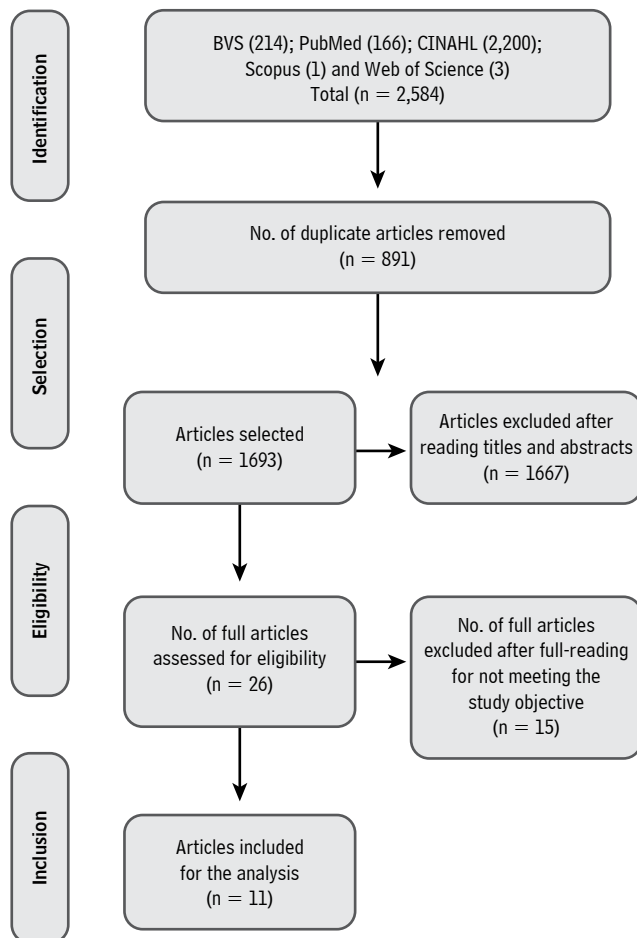 Identification
BVS (214); PubMed (166); CINAHL (2,200);
Scopus (1) and Web of Science (3)
Total (n = 2,584)
No. of duplicate articles removed
(n = 891)
Selection
Articles selected
(n = 1693)
Articles excluded after
reading titles and abstracts
(n = 1667)
Eligibility
No. of full articles
assessed for eligibility
(n = 26)
No. of full articles
excluded after full-reading
for not meeting the
study objective
(n = 15)
Inclusion
Articles included
for the analysis
(n = 11)